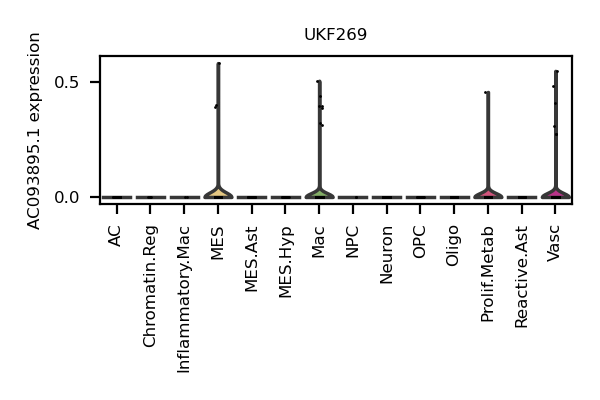 UKF269
AC093895.1 expression
0.5
0.0
AC
Chromatin.Reg
Inflammatory.Mac
MES
MES.Ast
MES.Hyp
Mac
NPC
Neuron
OPC
Oligo
Prolif.Metab
Reactive.Ast
Vasc